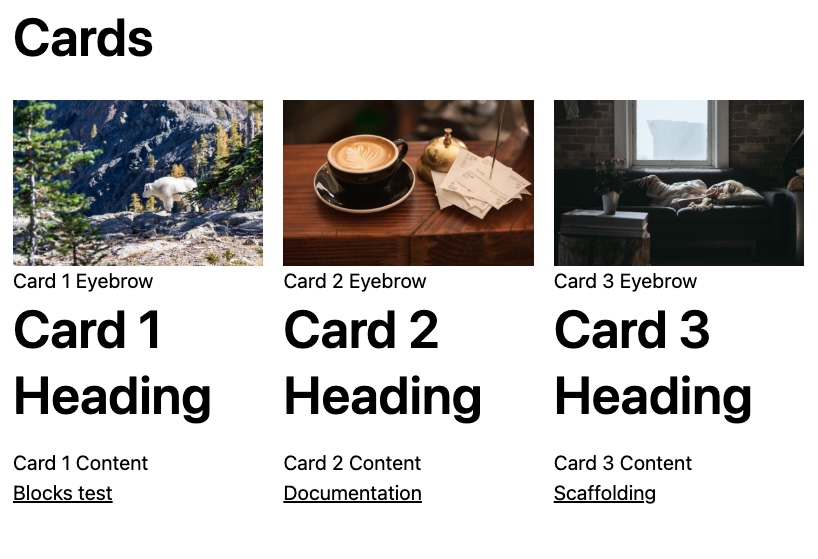 Cards
Card 1 Eyebrow
Card 1
Heading
Card 1 Content
Blocks test
Card 2 Eyebrow
Card 2
Heading
Card 2 Content
Documentation
Card 3 Eyebrow
Card 3
Heading
Card 3 Content
Scaffolding